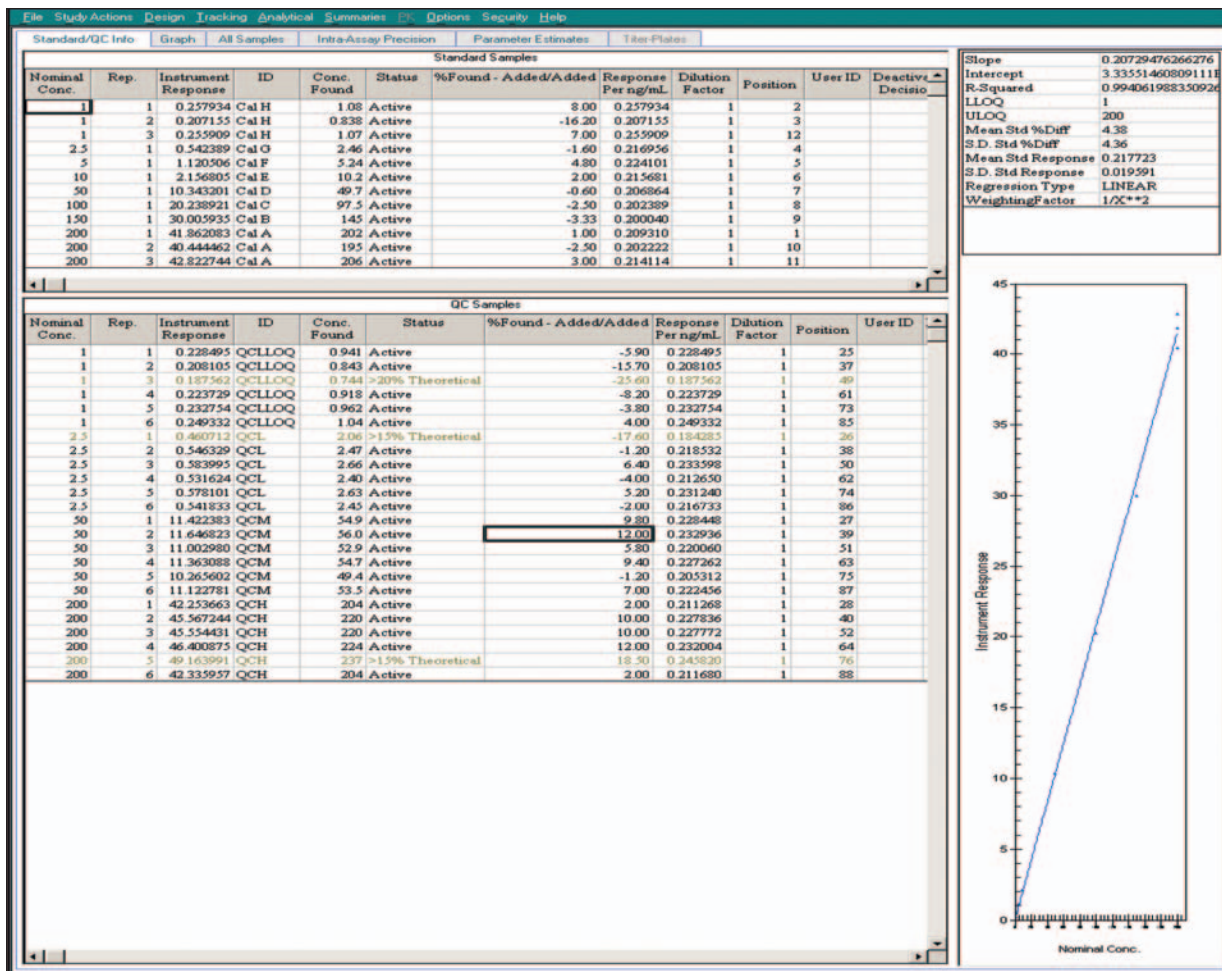 File Study Actions Design Tracking Analytical Summaries PK Options Security Help
Standard/QC Info Graph All Samples Intra-Assay Precision Parameter Estimates Titer-Plates
Standard Samples
Nominal Conc. Rep. Instrument Response ID Conc. Found Status %Found - Added/Added Response Per ng/mL Dilution Factor Position User ID Deactive Decisio
1 1 0.257934 Cal H 1.08 Active 8.00 0.257934 1 2
1 2 0.207155 Cal H 0.838 Active -16.20 0.207155 1 3
1 3 0.255909 Cal H 1.07 Active 7.00 0.255909 1 12
2.5 1 0.542389 Cal G 2.46 Active -1.60 0.216956 1 4
5 1 1.120506 Cal F 5.24 Active 4.80 0.224101 1 5
10 1 2.156805 Cal E 10.2 Active 2.00 0.215681 1 6
50 1 10.343201 Cal D 49.7 Active -0.60 0.206864 1 7
100 1 20.238921 Cal C 97.5 Active -2.50 0.202389 1 8
150 1 30.005935 Cal B 145 Active -3.33 0.200040 1 9
200 1 41.862083 Cal A 202 Active 1.00 0.209310 1 1
200 2 40.444462 Cal A 195 Active -2.50 0.202222 1 10
200 3 42.822744 Cal A 206 Active 3.00 0.214114 1 11
QC Samples
Nominal Conc. Rep. Instrument Response ID Conc. Found Status %Found - Added/Added Response Per ng/mL Dilution Factor Position User ID
1 1 0.228495 QCLLOQ 0.941 Active -5.90 0.228495 1 25
1 2 0.208105 QCLLOQ 0.843 Active -15.70 0.208105 1 37
1 3 0.187562 QCLLOQ 0.744 >20% Theoretical -25.60 0.187562 1 49
1 4 0.223729 QCLLOQ 0.918 Active -8.20 0.223729 1 61
1 5 0.232754 QCLLOQ 0.962 Active -3.80 0.232754 1 73
1 6 0.249332 QCLLOQ 1.04 Active 4.00 0.249332 1 85
2.5 1 0.460712 QCL 2.06 >15% Theoretical -17.60 0.184285 1 26
2.5 2 0.546329 QCL 2.47 Active -1.20 0.218532 1 38
2.5 3 0.583995 QCL 2.66 Active 6.40 0.233598 1 50
2.5 4 0.531624 QCL 2.40 Active -4.00 0.212650 1 62
2.5 5 0.578101 QCL 2.63 Active 5.20 0.231240 1 74
2.5 6 0.541833 QCL 2.45 Active -2.00 0.216733 1 86
50 1 11.422383 QCM 54.9 Active 9.80 0.228448 1 27
50 2 11.646823 QCM 56.0 Active 12.00 0.232936 1 39
50 3 11.002980 QCM 52.9 Active 5.80 0.220060 1 51
50 4 11.363088 QCM 54.7 Active 9.40 0.227262 1 63
50 5 10.265602 QCM 49.4 Active -1.20 0.205312 1 75
50 6 11.122781 QCM 53.5 Active 7.00 0.222456 1 87
200 1 42.253663 QCH 204 Active 2.00 0.211268 1 28
200 2 45.567244 QCH 220 Active 10.00 0.227836 1 40
200 3 45.554431 QCH 220 Active 10.00 0.227772 1 52
200 4 46.400875 QCH 224 Active 12.00 0.232004 1 64
200 5 49.163991 QCH 237 >15% Theoretical 18.50 0.245820 1 76
200 6 42.335957 QCH 204 Active 2.00 0.211680 1 88
Slope 0.20729476266276
Intercept 3.33551460809111E
R-Squared 0.994061988350926
LLOQ 1
ULOQ 200
Mean Std %Diff 4.38
S.D. Std %Diff 4.36
Mean Std Response 0.217723
S.D. Std Response 0.019591
Regression Type LINEAR
WeightingFactor 1/X**2
45
40
35
30
25
20
15
10
5
0
Instrument Response
Nominal Conc.